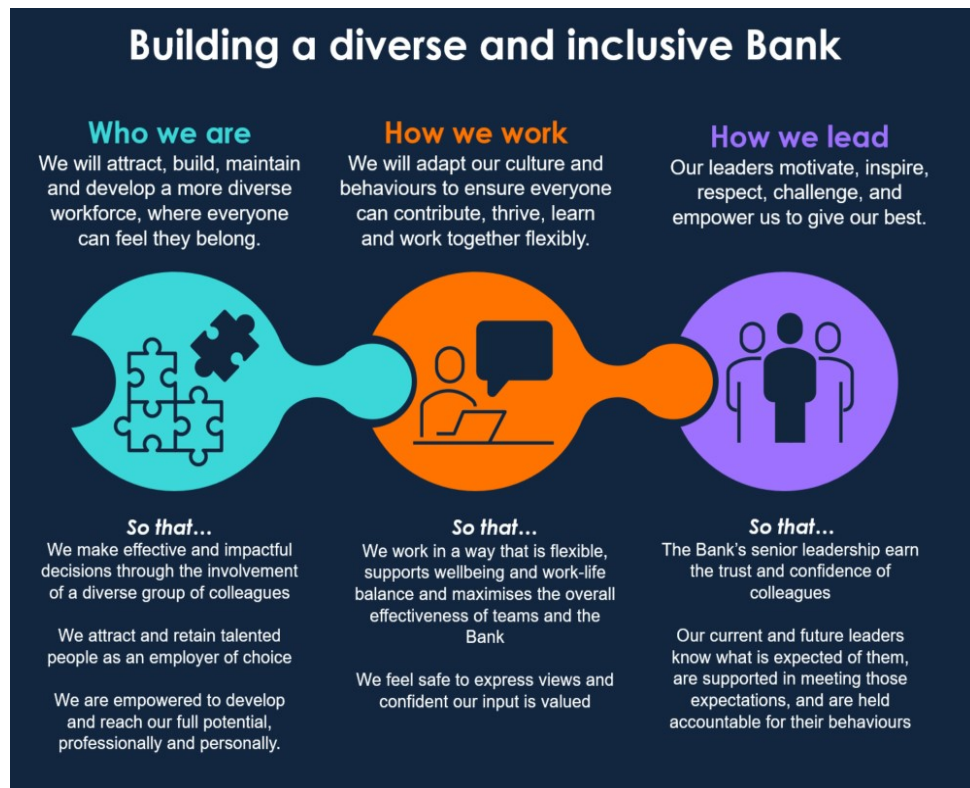 Building a diverse and inclusive Bank
Who we are
We will attract, build, maintain
and develop a more diverse
workforce, where everyone
can feel they belong.
How we work
We will adapt our culture and
behaviours to ensure everyone
can contribute, thrive, learn
and work together flexibly.
How we lead
Our leaders motivate, inspire,
respect, challenge, and
empower us to give our best.
So that...
We make effective and impactful
decisions through the involvement
of a diverse group of colleagues
We attract and retain talented
people as an employer of choice
We are empowered to develop
and reach our full potential,
professionally and personally.
So that...
We work in a way that is flexible,
supports wellbeing and work-life
balance and maximises the overall
effectiveness of teams and the
Bank
We feel safe to express views and
confident our input is valued
So that...
The Bank's senior leadership earn
the trust and confidence of
colleagues
Our current and future leaders
know what is expected of them,
are supported in meeting those
expectations, and are held
accountable for their behaviours